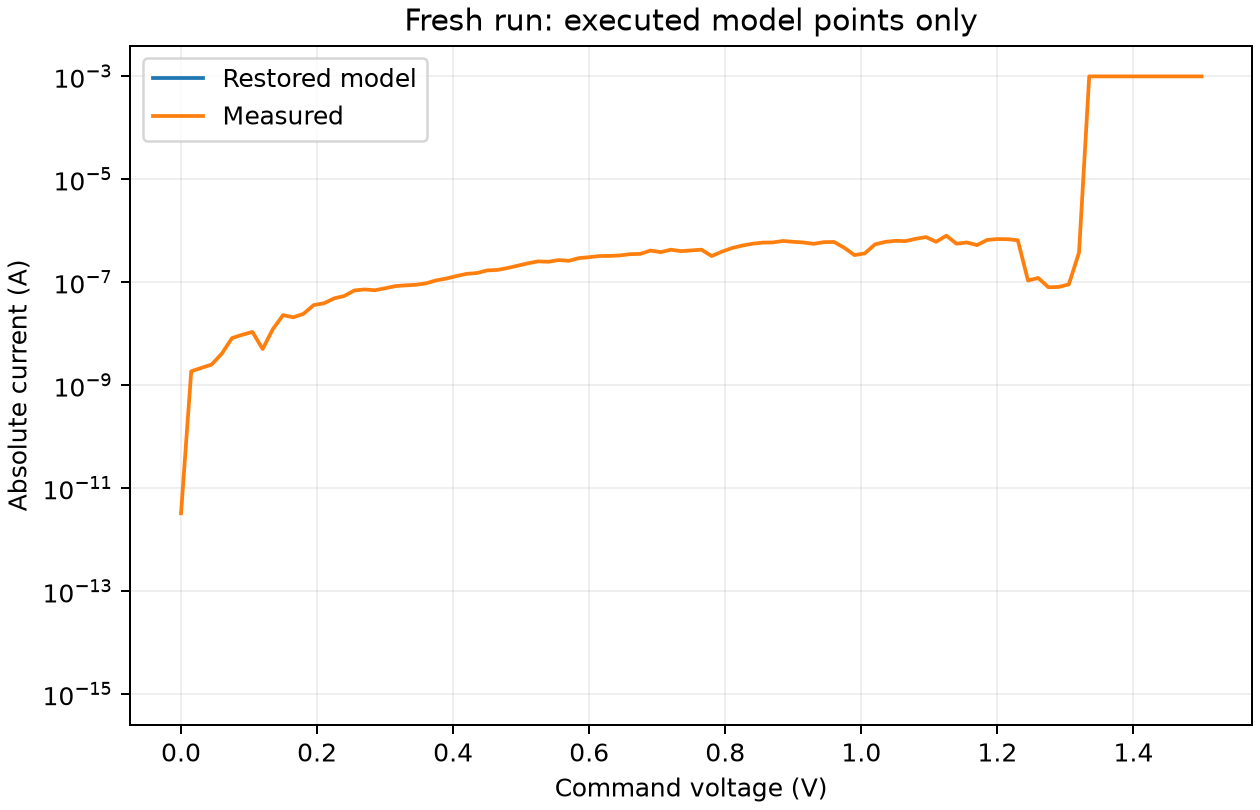 Fresh run: executed model points only
Restored model
Measured
10⁻³
10⁻⁵
10⁻⁷
10⁻⁹
10⁻¹¹
10⁻¹³
10⁻¹⁵
Absolute current (A)
0.0 0.2 0.4 0.6 0.8 1.0 1.2 1.4
Command voltage (V)